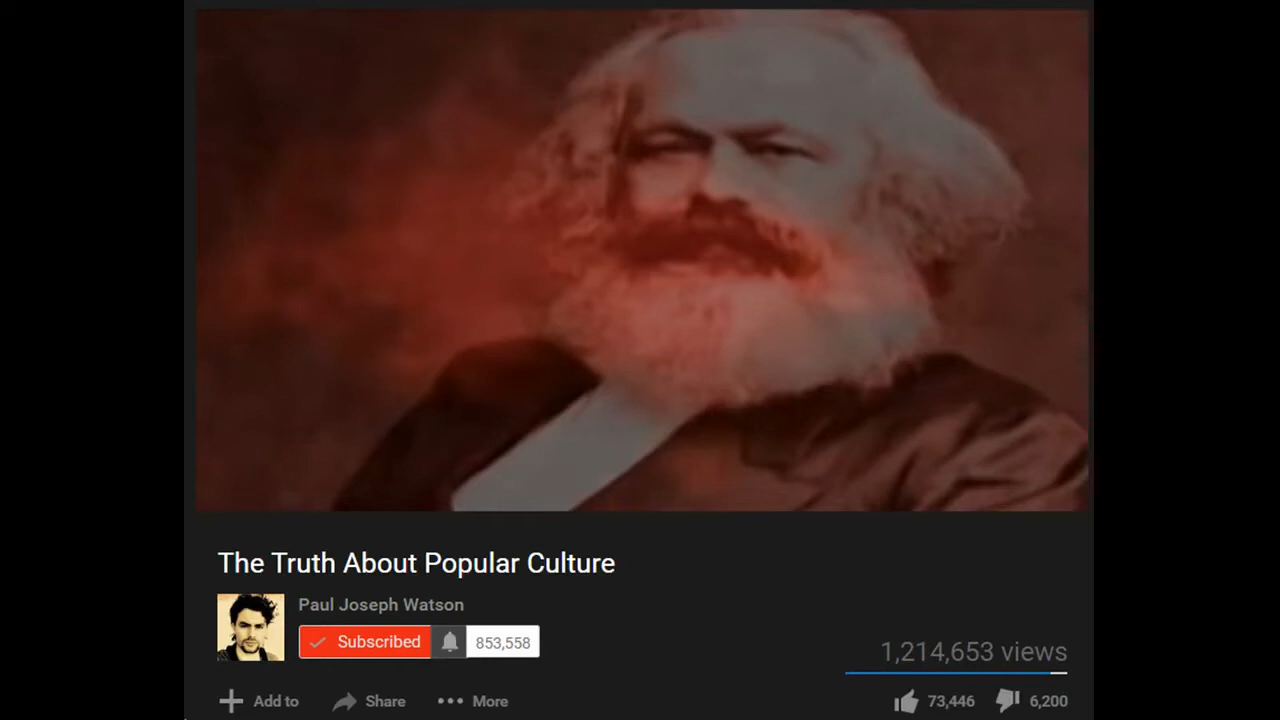 The Truth About Popular Culture
Paul Joseph Watson
Subscribed 853,558
1,214,653 views
Add to Share More 73,446 6,200